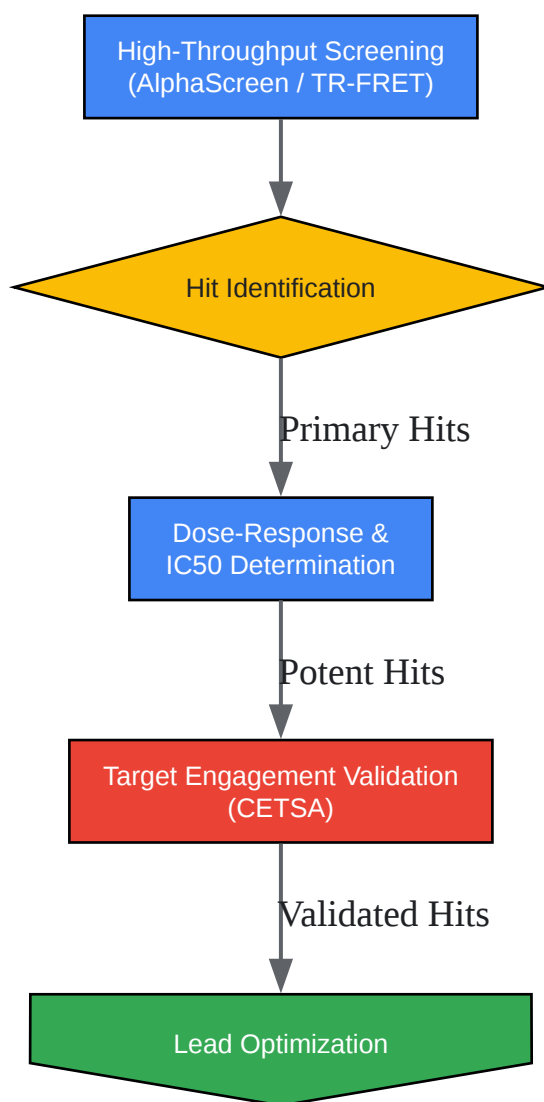 High-Throughput Screening
(AlphaScreen / TR-FRET)
Hit Identification
Primary Hits
Dose-Response &
IC50 Determination
Potent Hits
Target Engagement Validation
(CETSA)
Validated Hits
Lead Optimization